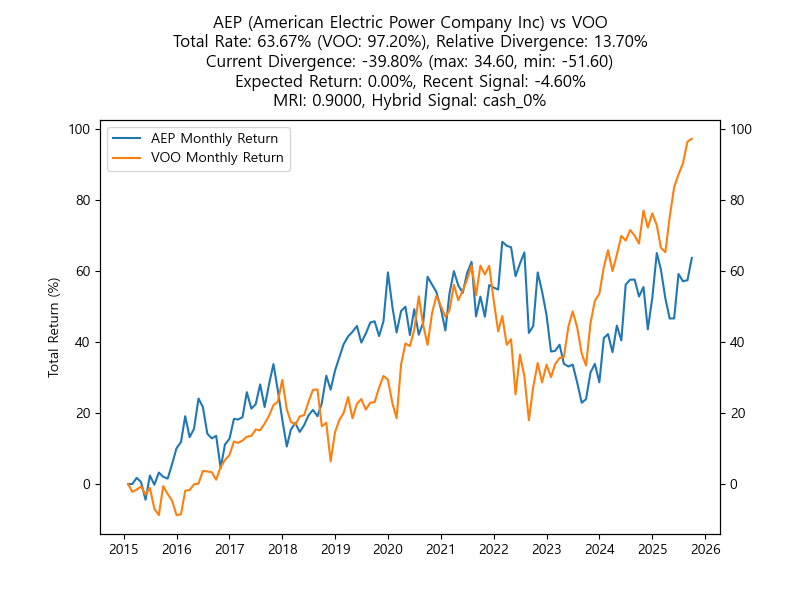 AEP (American Electric Power Company Inc) vs VOO
Total Rate: 63.67% (VOO: 97.20%), Relative Divergence: 13.70%
Current Divergence: -39.80% (max: 34.60, min: -51.60)
Expected Return: 0.00%, Recent Signal: -4.60%
MRI: 0.9000, Hybrid Signal: cash_0%
AEP Monthly Return
VOO Monthly Return
Total Return (%)
100
80
60
40
20
0
100
80
60
40
20
0
2015 2016 2017 2018 2019 2020 2021 2022 2023 2024 2025 2026